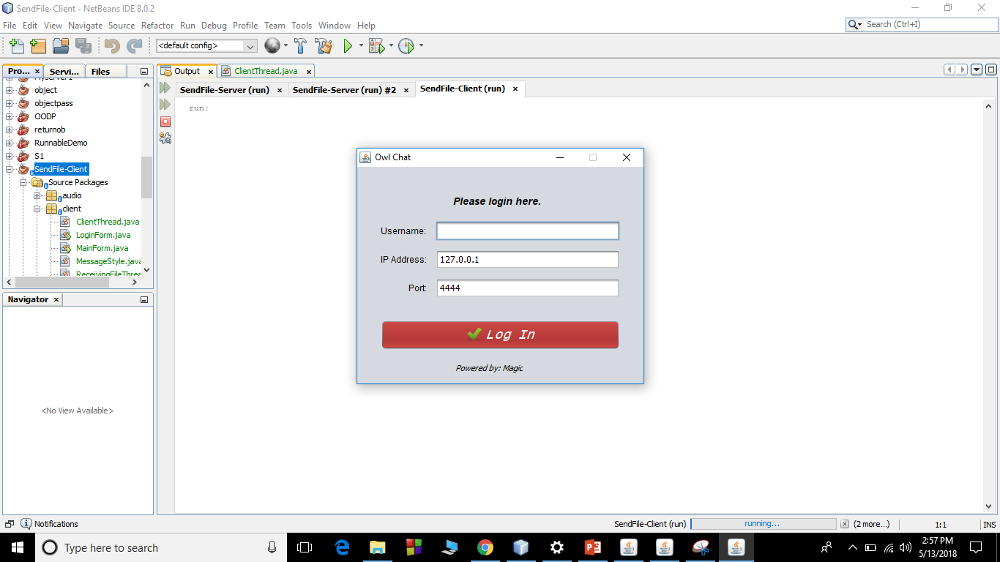 SendFile-Client - NetBeans IDE 8.0.2
File Edit View Navigate Source Refactor Run Debug Profile Team Tools Window Help
Search (Ctrl+I)
<default config>
Pro... Servi... Files
Output ClientThread.java
SendFile-Server (run) SendFile-Server (run) #2 SendFile-Client (run)
run:
object
objectpass
OODP
returnob
RunnableDemo
S1
SendFile-Client
Source Packages
audio
client
ClientThread.java
LoginForm.java
MainForm.java
MessageStyle.java
Navigator
<No View Available>
Owl Chat
Please login here.
Username:
IP Address: 127.0.0.1
Port: 4444
Log In
Powered by: Magic
Notifications
SendFile-Client (run) running... (2 more...) 1:1 INS
Type here to search
2:57 PM
5/13/2018